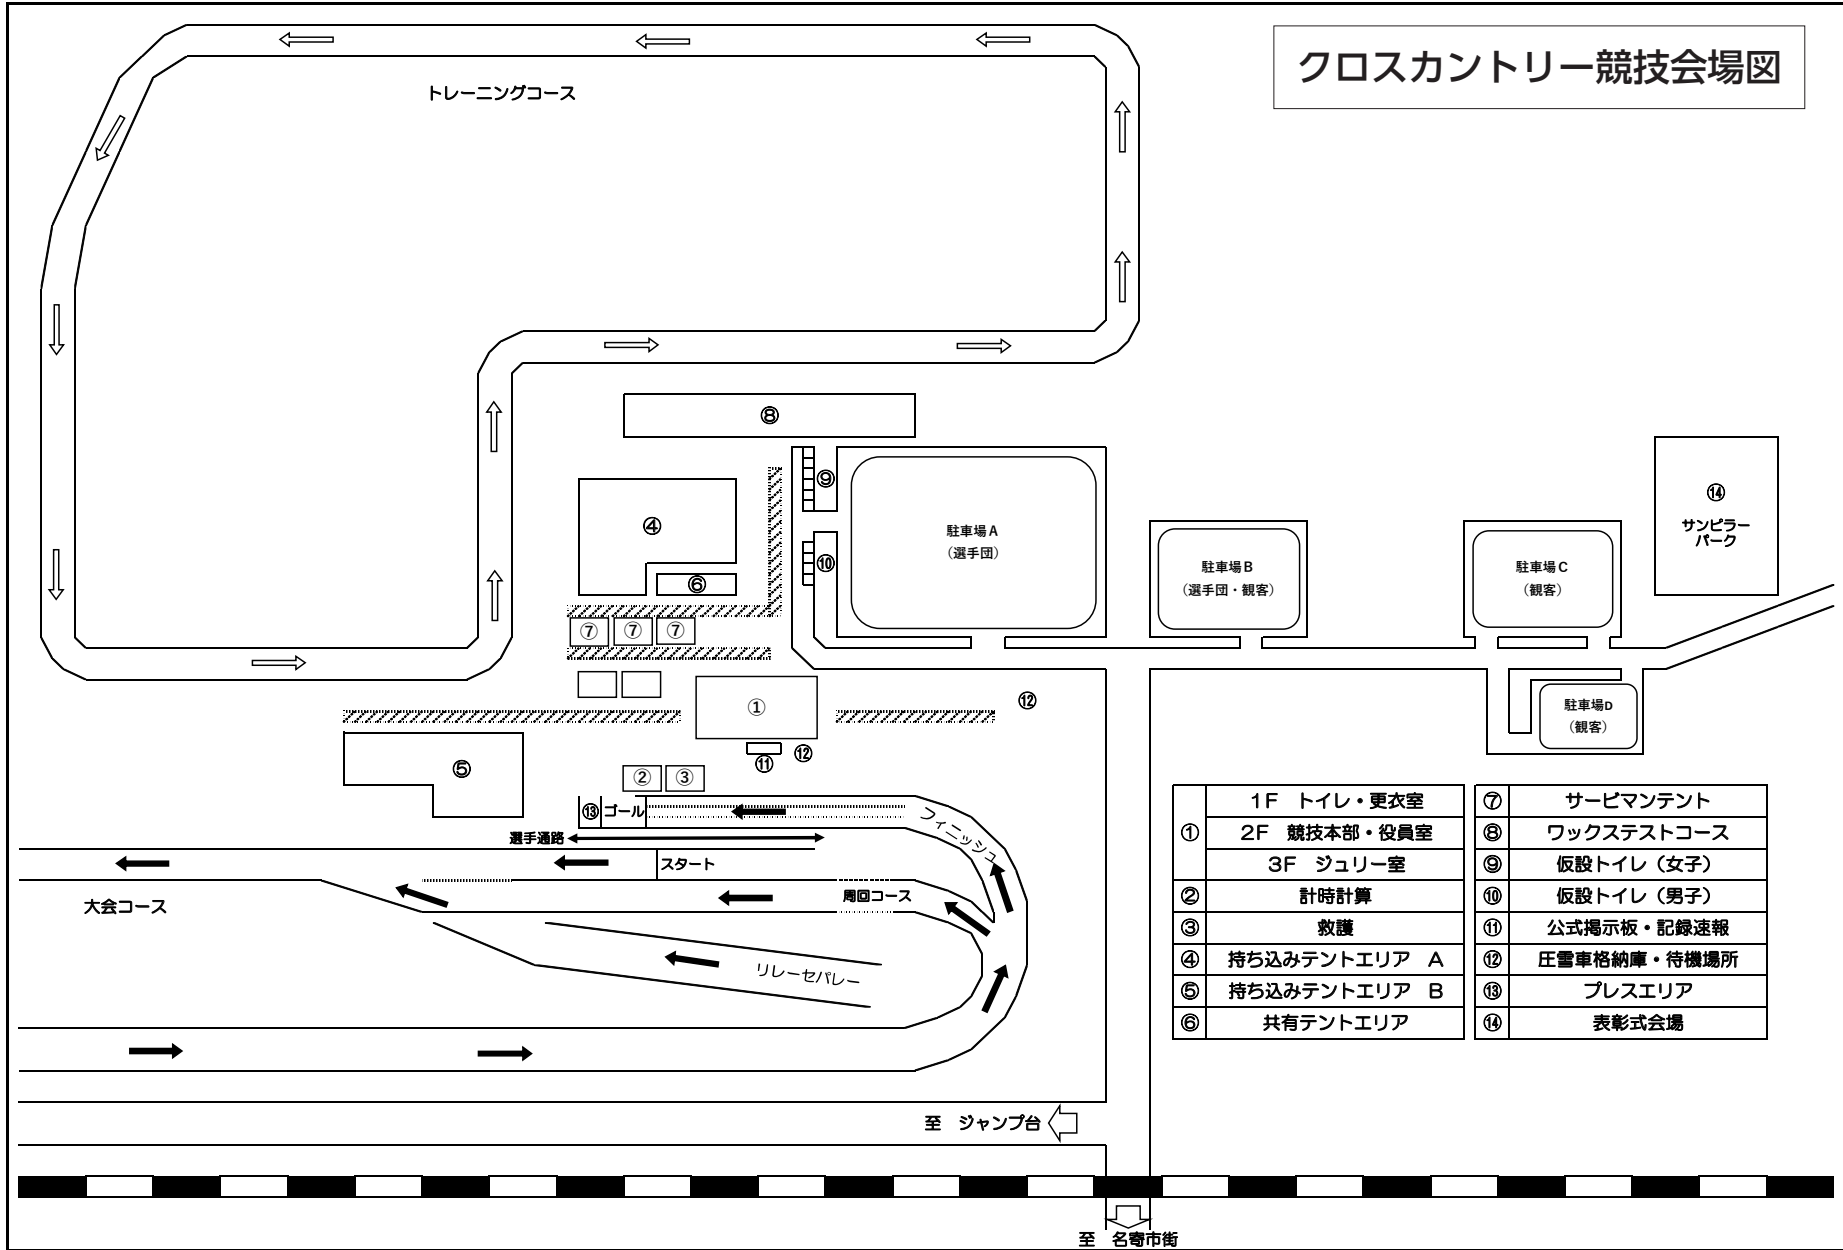 クロスカントリー競技会場図
トレーニングコース
⑧
⑨
④
⑩
⑥
⑦ ⑦ ⑦
駐車場A
(選手団)
駐車場B
(選手団・観客)
駐車場C
(観客)
⑭
サンピラー
パーク
駐車場D
(観客)
①
⑫
⑫
⑪
⑤
② ③
⑬ ゴール
フィニッシュ
選手通路
スタート
周回コース
大会コース
リレーセパレー
① 1F トイレ・更衣室
2F 競技本部・役員室
3F ジュリー室
② 計時計算
③ 救護
④ 持ち込みテントエリア A
⑤ 持ち込みテントエリア B
⑥ 共有テントエリア
⑦ サービマンテント
⑧ ワックステストコース
⑨ 仮設トイレ(女子)
⑩ 仮設トイレ(男子)
⑪ 公式掲示板・記録速報
⑫ 圧雪車格納庫・待機場所
⑬ プレスエリア
⑭ 表彰式会場
至 ジャンプ台
至 名寄市街